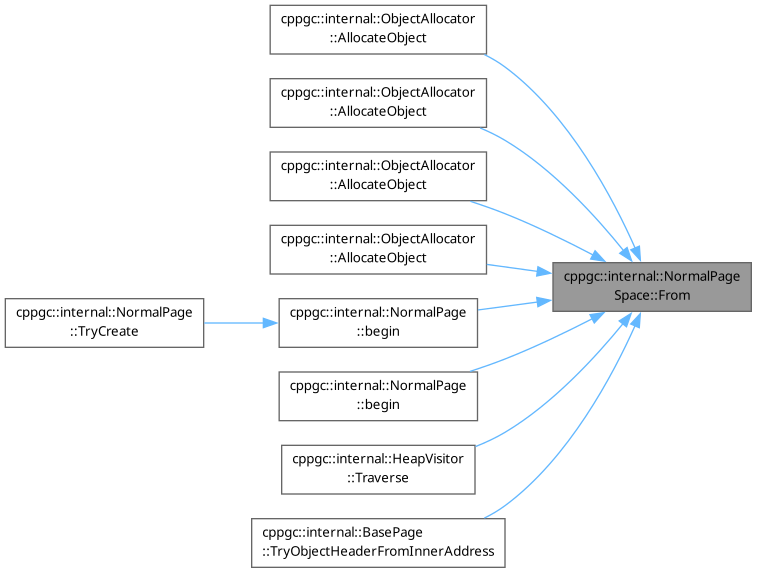 cppgc::internal::ObjectAllocator
::AllocateObject
cppgc::internal::ObjectAllocator
::AllocateObject
cppgc::internal::ObjectAllocator
::AllocateObject
cppgc::internal::ObjectAllocator
::AllocateObject
cppgc::internal::NormalPage
Space::From
cppgc::internal::NormalPage
::TryCreate
cppgc::internal::NormalPage
::begin
cppgc::internal::NormalPage
::begin
cppgc::internal::HeapVisitor
::Traverse
cppgc::internal::BasePage
::TryObjectHeaderFromInnerAddress